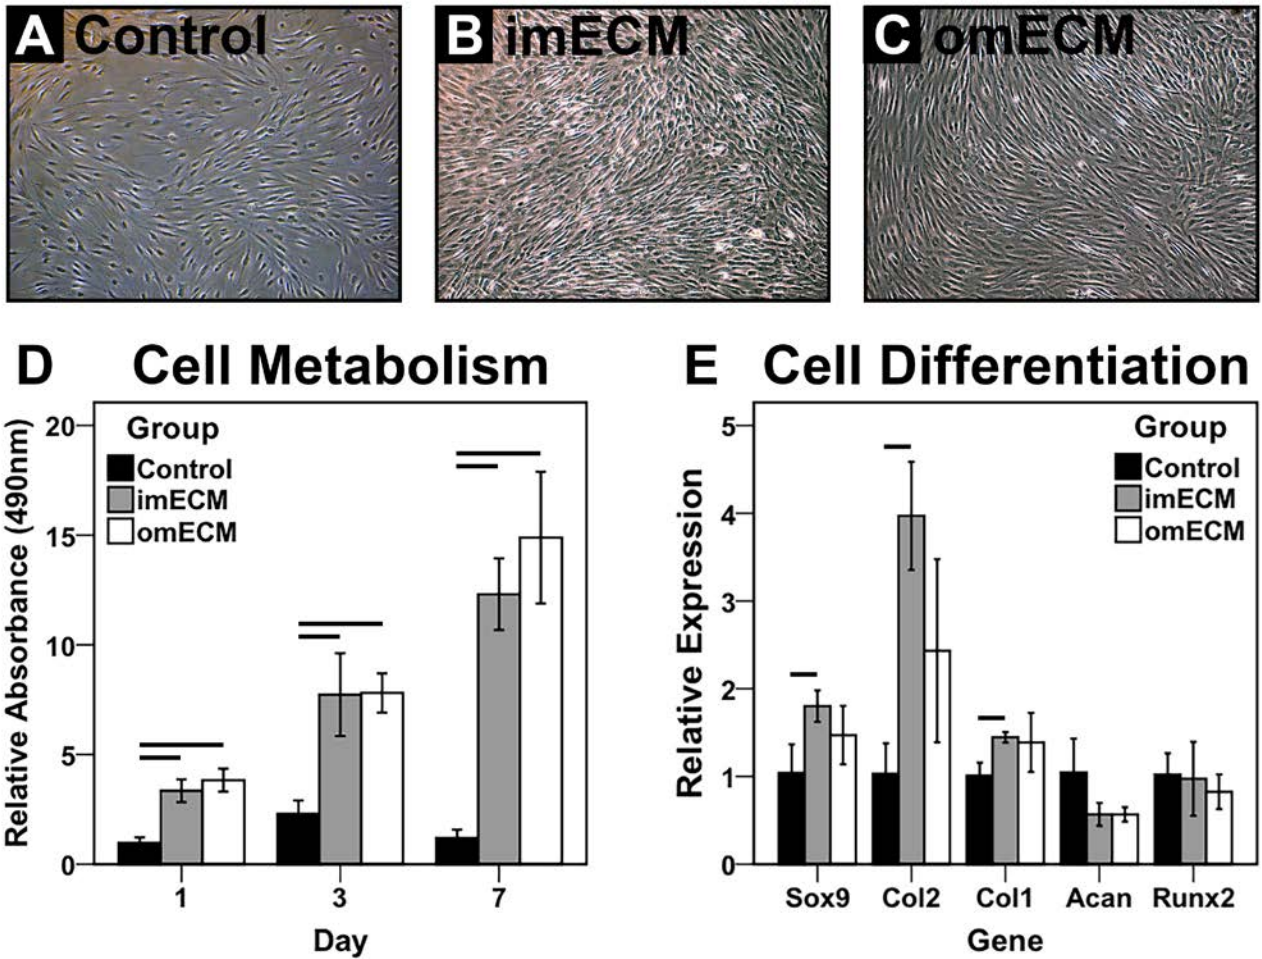 A Control
B imECM
C omECM
D Cell Metabolism
Relative Absorbance (490nm)
20
15
10
5
0
Group
Control
imECM
omECM
1 3 7
Day
E Cell Differentiation
Relative Expression
5
4
3
2
1
0
Group
Control
imECM
omECM
Sox9 Col2 Col1 Acan Runx2
Gene